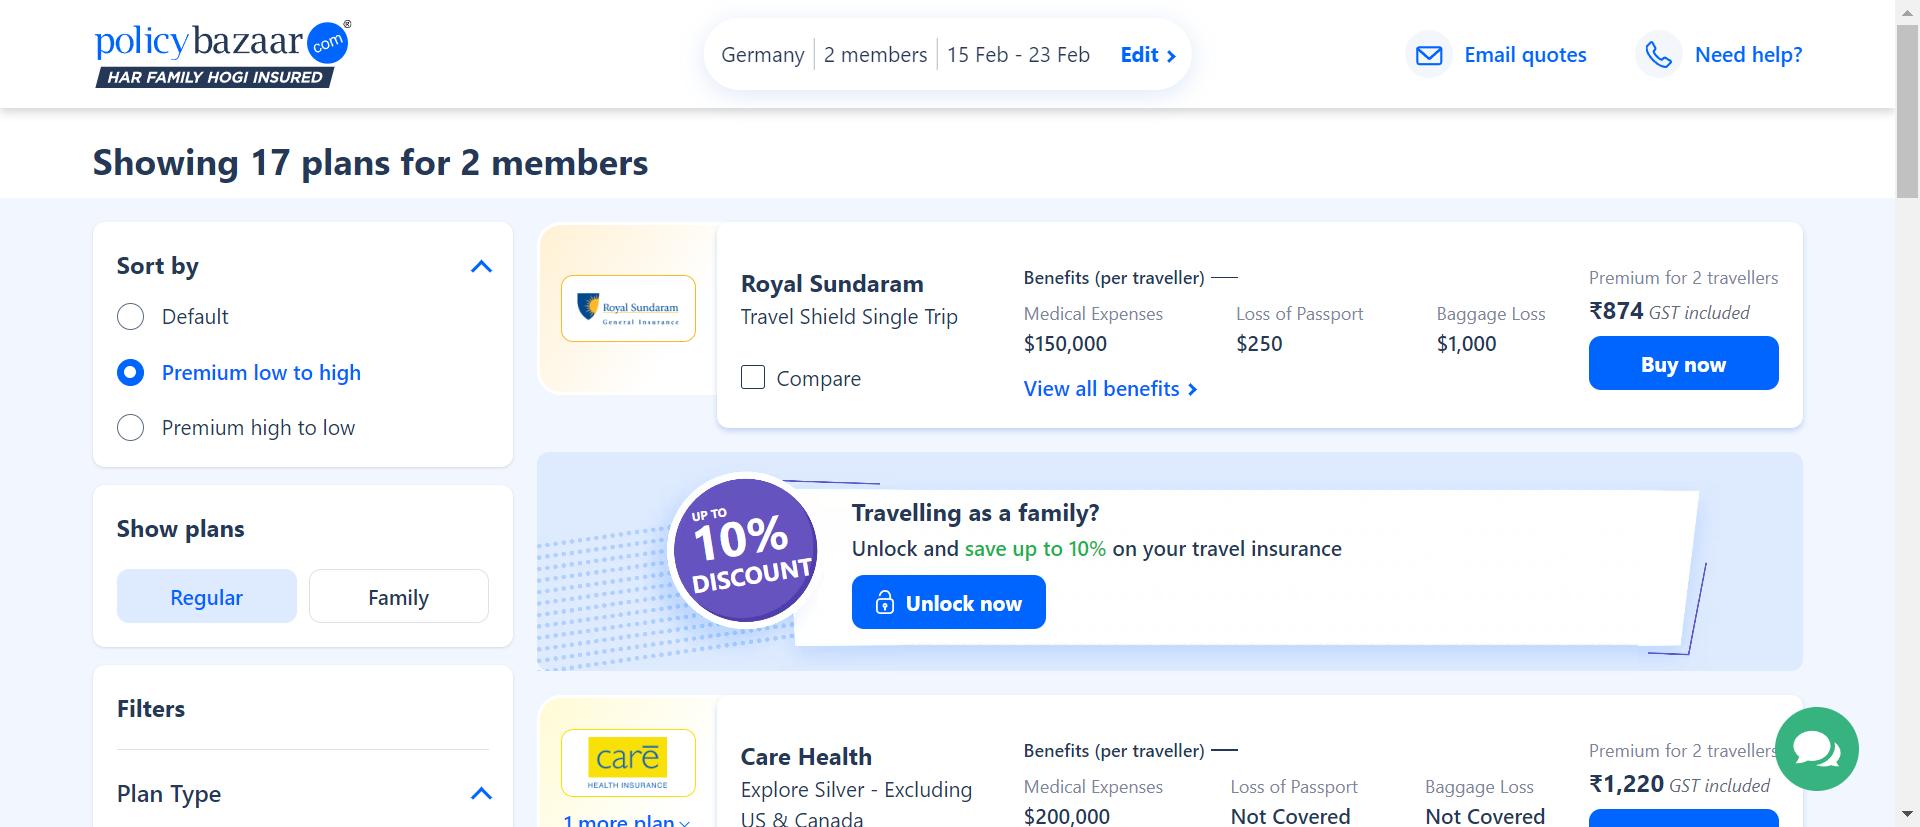 policybazaar com ®
HAR FAMILY HOGI INSURED
Germany 2 members 15 Feb - 23 Feb Edit
Email quotes
Need help?
Showing 17 plans for 2 members
Sort by
Default
Premium low to high
Premium high to low
Show plans
Regular
Family
Filters
Plan Type
Royal Sundaram
General Insurance
Royal Sundaram
Travel Shield Single Trip
Compare
Benefits (per traveller)
Medical Expenses
$150,000
Loss of Passport
$250
Baggage Loss
$1,000
View all benefits
Premium for 2 travellers
₹874 GST included
Buy now
UP TO
10%
DISCOUNT
Travelling as a family?
Unlock and save up to 10% on your travel insurance
Unlock now
care
HEALTH INSURANCE
1 more plan
Care Health
Explore Silver - Excluding
US & Canada
Benefits (per traveller)
Medical Expenses
$200,000
Loss of Passport
Not Covered
Baggage Loss
Not Covered
Premium for 2 travellers
₹1,220 GST included